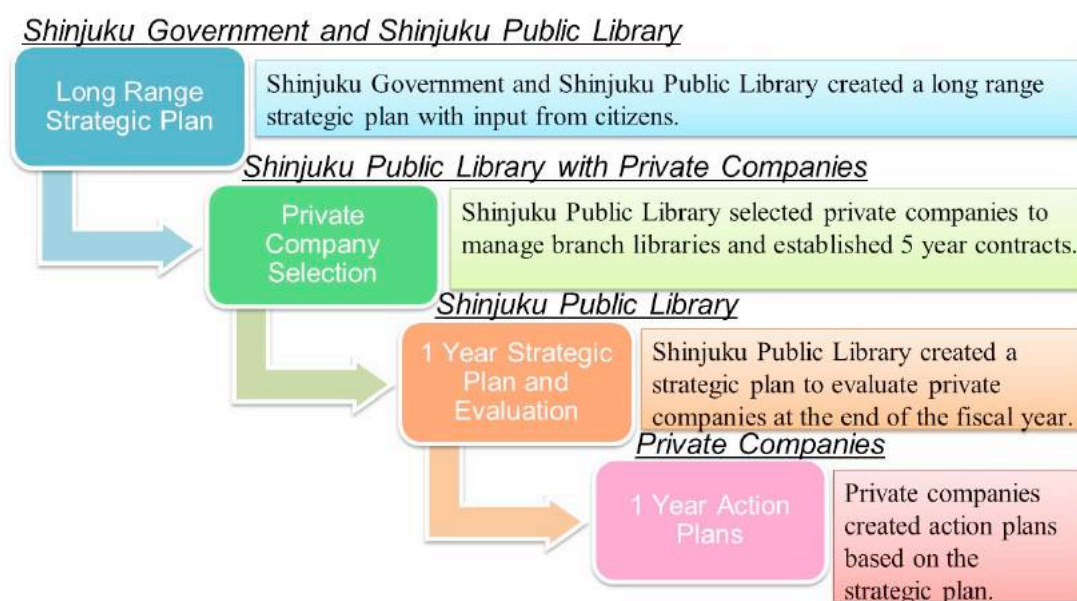 Shinjuku Government and Shinjuku Public Library
Long Range
Strategic Plan
Shinjuku Government and Shinjuku Public Library created a long range
strategic plan with input from citizens.
Shinjuku Public Library with Private Companies
Private
Company
Selection
Shinjuku Public Library selected private companies to
manage branch libraries and established 5 year contracts.
Shinjuku Public Library
1 Year Strategic
Plan and
Evaluation
Shinjuku Public Library created a
strategic plan to evaluate private
companies at the end of the fiscal year.
Private Companies
1 Year Action
Plans
Private companies
created action plans
based on the
strategic plan.